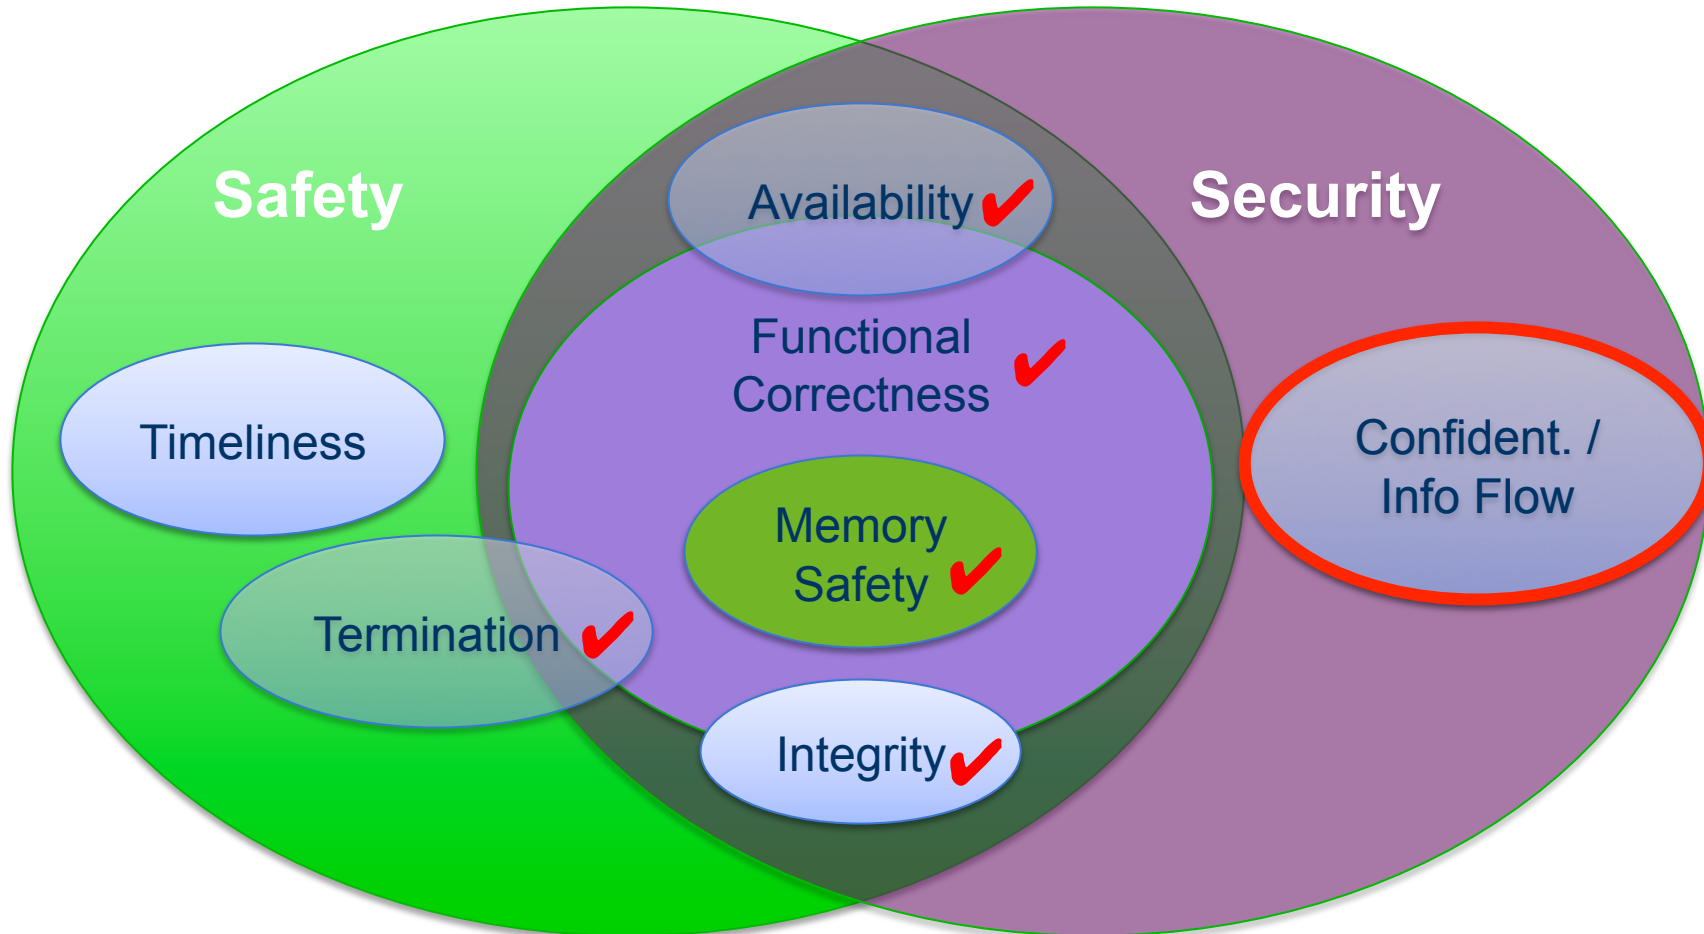 Safety
Security
Availability
Functional
Correctness
Timeliness
Confident. /
Info Flow
Memory
Safety
Termination
Integrity